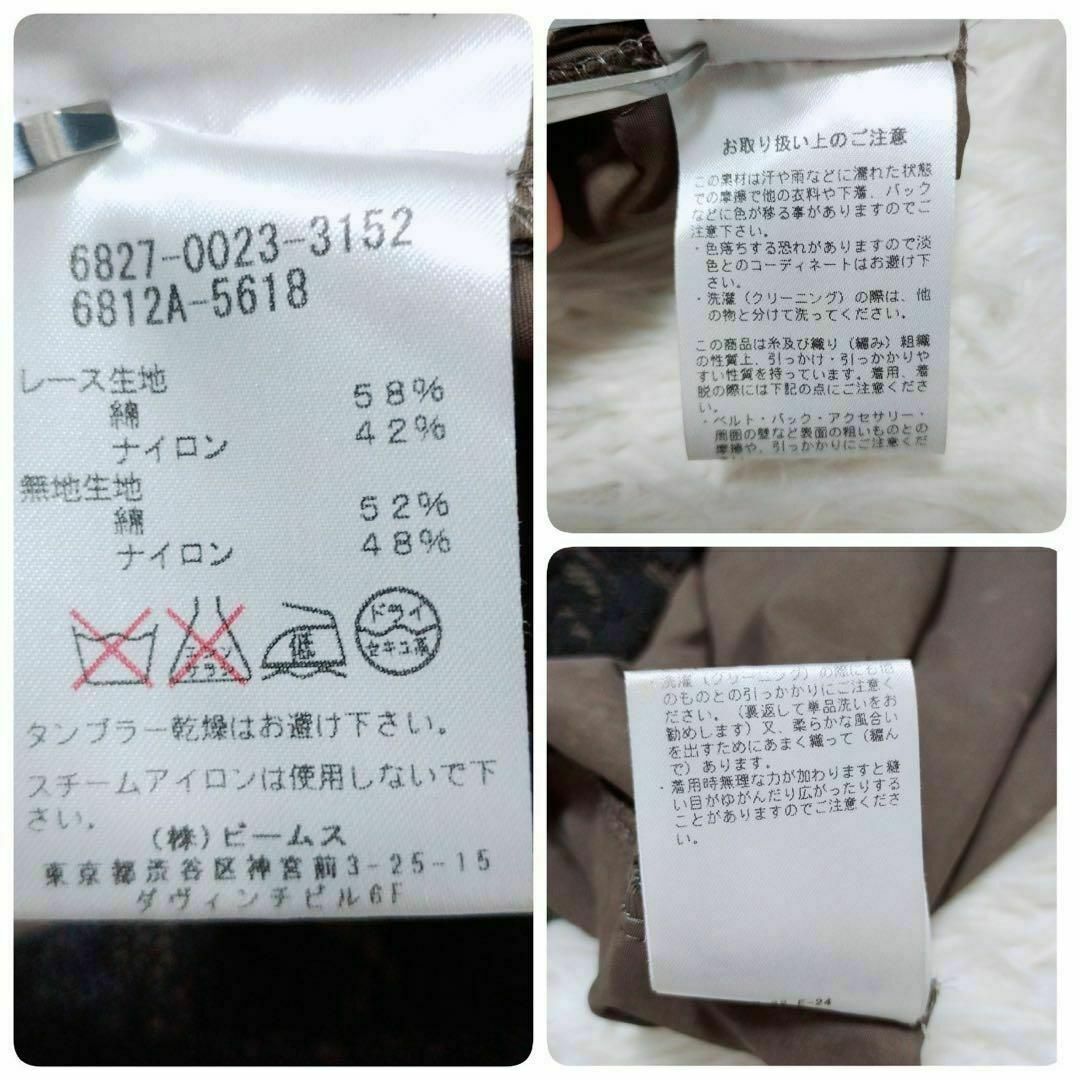 6827-0023-3152
6812A-5618
レース生地
綿 58%
ナイロン 42%
無地生地
綿 52%
ナイロン 48%
低
ドライ
セキユ系
タンブラー乾燥はお避け下さい。
スチームアイロンは使用しないで下
さい。
(株)ビームス
東京都渋谷区神宮前3-25-15
ダヴィンチビル6F
お取り扱い上のご注意
この素材は汗や雨などに濡れた状態
での摩擦で他の衣料や下着、バック
などに色が移る事がありますのでご
注意下さい。
・色落ちする恐れがありますので淡
色とのコーディネートはお避け下
さい。
・洗濯(クリーニング)の際は、他
の物と分けて洗ってください。
この商品は糸及び織り(編み)組織
の性質上、引っかけ・引っかかりや
すい性質を持っています。着用、着
脱の際には下記の点にご注意くださ
い。
・ベルト・バック・アクセサリー・
周囲の壁など表面の粗いものとの
摩擦や、引っかかりにご注意くだ
・洗濯(クリーニング)の際にも他
のものとの引っかかりにご注意く
ださい。(裏返して単品洗いをお
勧めします)又、柔らかな風合い
を出すためにあまく織って(編ん
で)あります。
・着用時無理な力が加わりますと縫
い目がゆがんだり広がったりする
ことがありますのでご注意くださ
い。
F-24